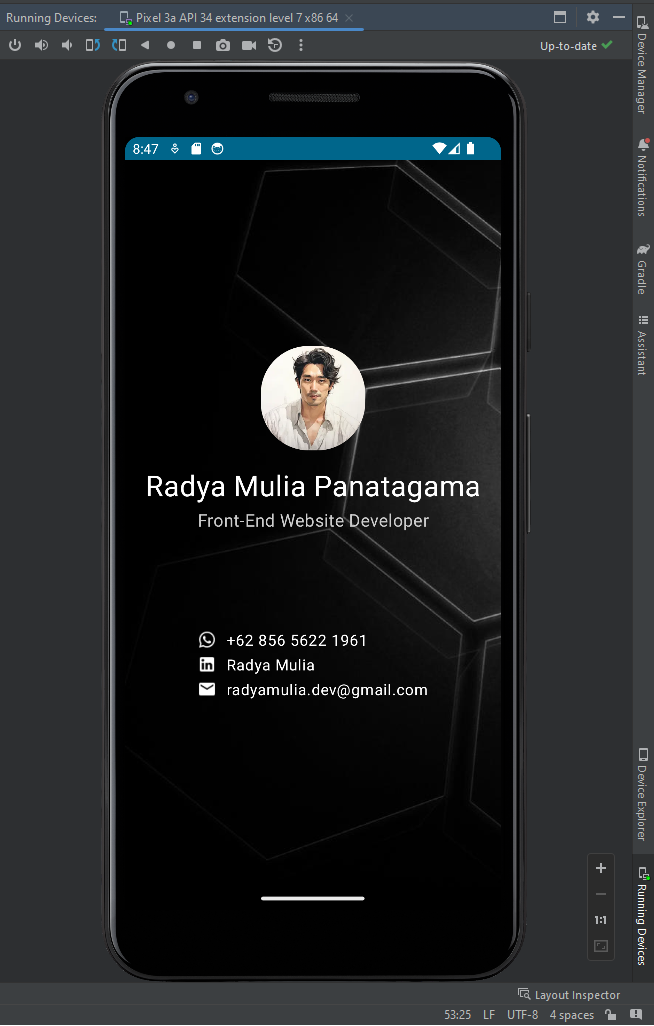 Running Devices:
Pixel 3a API 34 extension level 7 x86 64
Up-to-date
8:47
Radya Mulia Panatagama
Front-End Website Developer
+62 856 5622 1961
Radya Mulia
radyamulia.dev@gmail.com
Device Manager
Notifications
Gradle
Assistant
Device Explorer
Running Devices
1:1
Layout Inspector
53:25 LF UTF-8 4 spaces